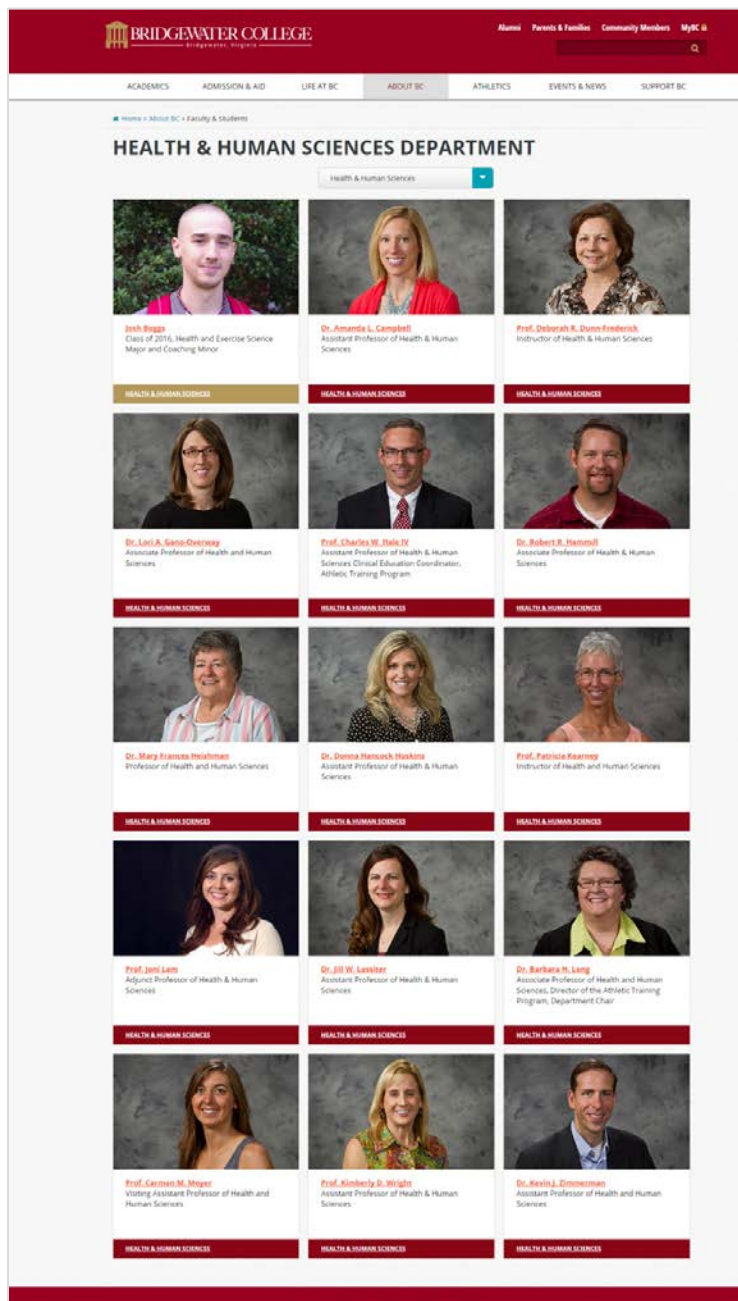 BRIDGEWATER COLLEGE
Bridgewater, Virginia
Alumni Parents & Families Community Members MyBC
ACADEMICS ADMISSION & AID LIFE AT BC ABOUT BC ATHLETICS EVENTS & NEWS SUPPORT BC
Home » About BC » Faculty & Students
HEALTH & HUMAN SCIENCES DEPARTMENT
Health & Human Sciences
Josh Boggs
Class of 2016, Health and Exercise Science
Major and Coaching Minor
HEALTH & HUMAN SCIENCES
Dr. Amanda L. Campbell
Assistant Professor of Health & Human
Sciences
HEALTH & HUMAN SCIENCES
Prof. Deborah R. Dunn-Frederick
Instructor of Health & Human Sciences
HEALTH & HUMAN SCIENCES
Dr. Lori A. Gano-Overway
Associate Professor of Health and Human
Sciences
HEALTH & HUMAN SCIENCES
Prof. Charles W. Hale IV
Assistant Professor of Health & Human
Sciences Clinical Education Coordinator,
Athletic Training Program
HEALTH & HUMAN SCIENCES
Dr. Robert R. Hammill
Associate Professor of Health & Human
Sciences
HEALTH & HUMAN SCIENCES
Dr. Mary Frances Heishman
Professor of Health and Human Sciences
HEALTH & HUMAN SCIENCES
Dr. Donna Hancock Hoskins
Assistant Professor of Health & Human
Sciences
HEALTH & HUMAN SCIENCES
Prof. Patricia Kearney
Instructor of Health and Human Sciences
HEALTH & HUMAN SCIENCES
Prof. Joni Lam
Adjunct Professor of Health & Human
Sciences
HEALTH & HUMAN SCIENCES
Dr. Jill W. Lassiter
Assistant Professor of Health & Human
Sciences
HEALTH & HUMAN SCIENCES
Dr. Barbara H. Long
Associate Professor of Health and Human
Sciences, Director of the Athletic Training
Program, Department Chair
HEALTH & HUMAN SCIENCES
Prof. Carmen M. Moyer
Visiting Assistant Professor of Health and
Human Sciences
HEALTH & HUMAN SCIENCES
Prof. Kimberly D. Wright
Assistant Professor of Health & Human
Sciences
HEALTH & HUMAN SCIENCES
Dr. Kevin J. Zimmerman
Assistant Professor of Health and Human
Sciences
HEALTH & HUMAN SCIENCES